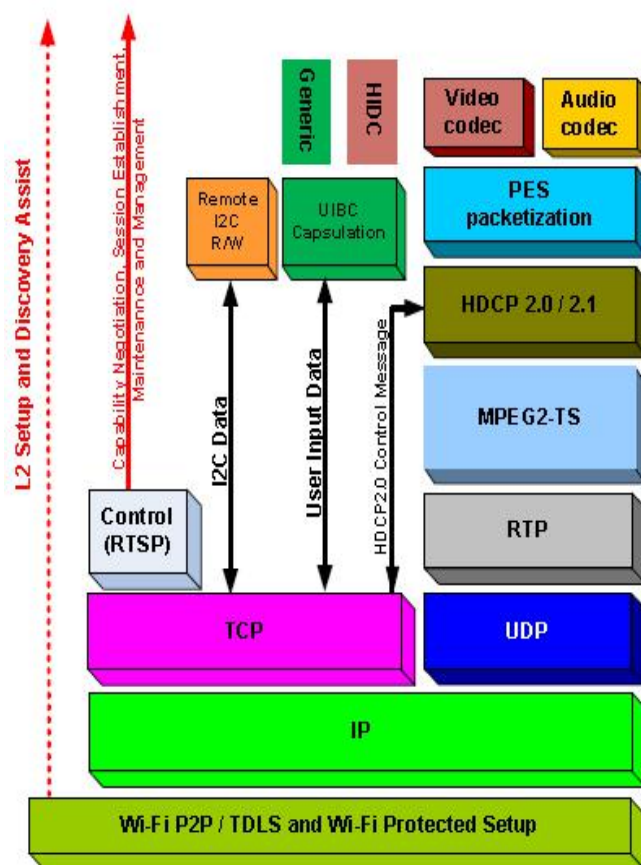 L2 Setup and Discovery Assist
Capability Negotiation, Session Establishment,
Maintenannce and Management
Generic
HIDC
Video
codec
Audio
codec
Remote
I2C
R/W
UIBC
Capsulation
PES
packetization
HDCP 2.0 / 2.1
I2C Data
User Input Data
HDCP2.0 Control Message
MPEG2-TS
Control
(RTSP)
RTP
TCP
UDP
IP
Wi-Fi P2P / TDLS and Wi-Fi Protected Setup